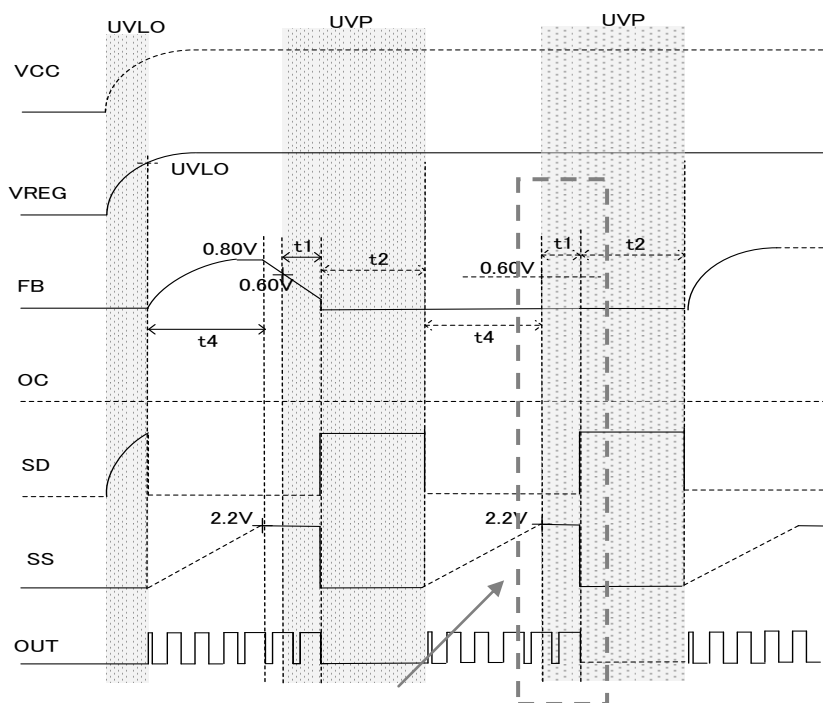 UVLO
UVP
UVP
VCC
UVLO
VREG
0.80V
t1
t2
t1
t2
0.60V
0.60V
FB
t4
t4
OC
SD
2.2V
2.2V
SS
OUT